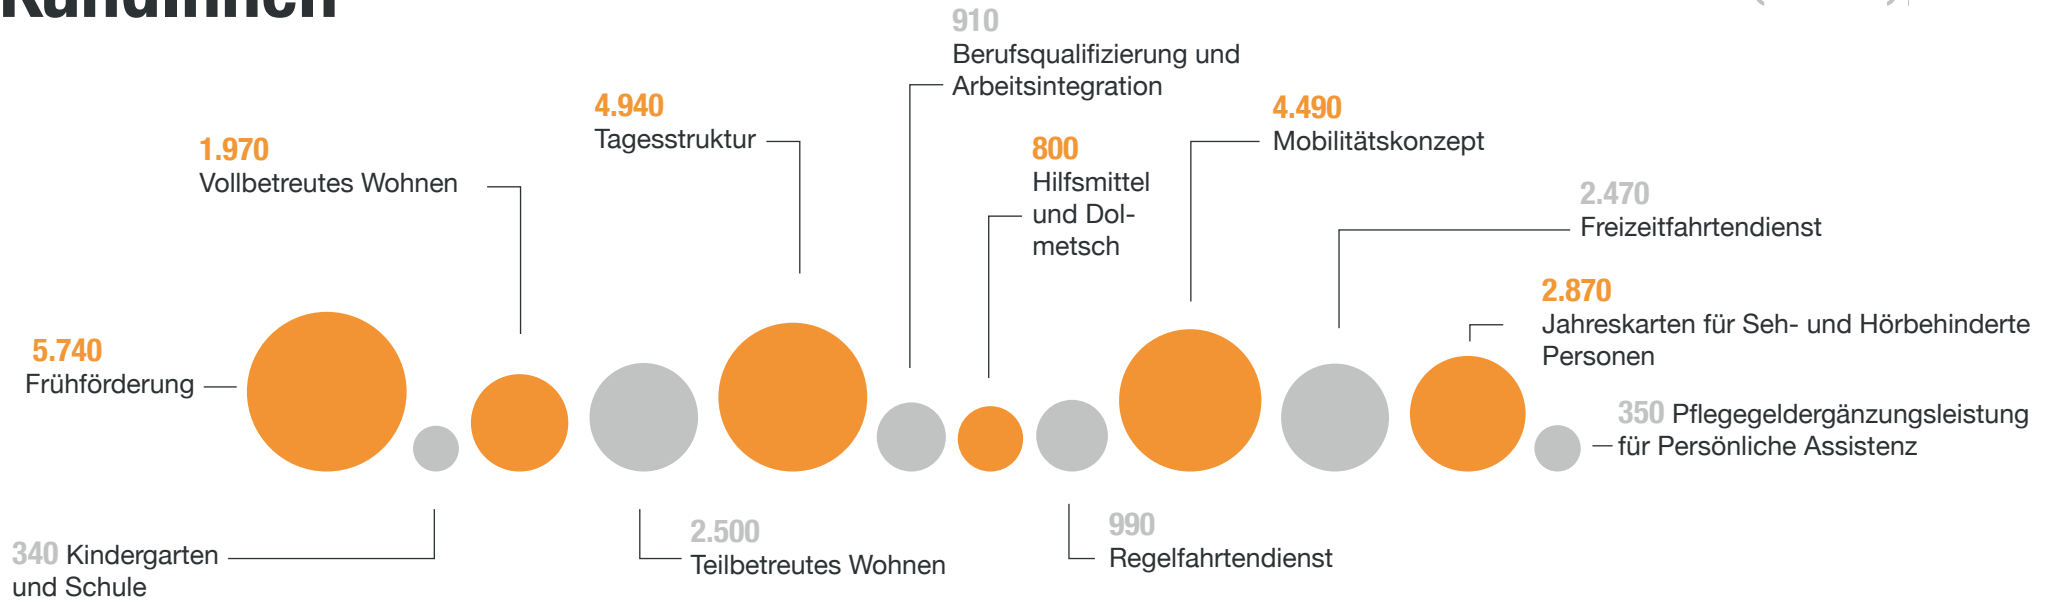 910
Berufsqualifizierung und
Arbeitsintegration
4.940
Tagesstruktur
4.490
Mobilitätskonzept
1.970
Vollbetreutes Wohnen
800
Hilfsmittel
und Dol-
metsch
2.470
Freizeitfahrtendienst
2.870
Jahreskarten für Seh- und Hörbehinderte
Personen
5.740
Frühförderung
350 Pflegegeldergänzungsleistung
für Persönliche Assistenz
340 Kindergarten
und Schule
2.500
Teilbetreutes Wohnen
990
Regelfahrtendienst